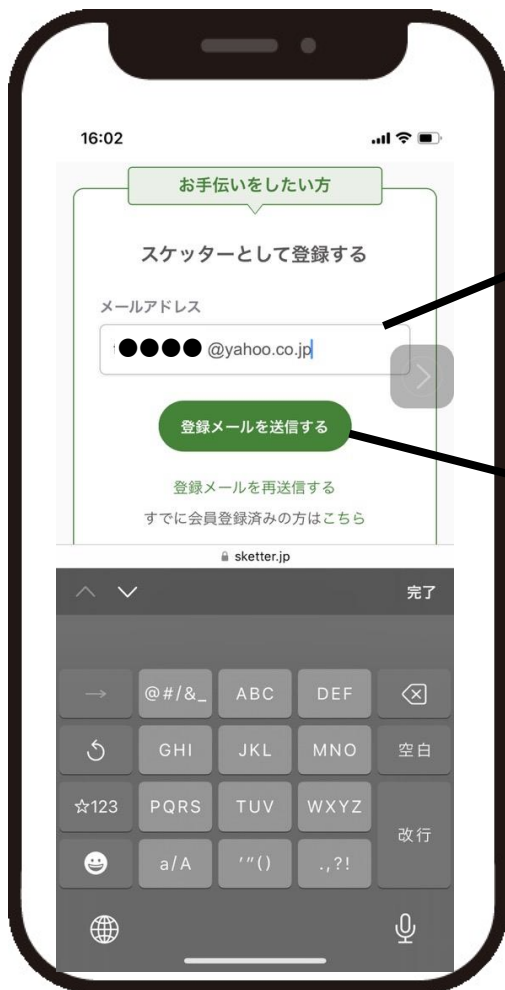 16:02
お手伝いをしたい方
スケッターとして登録する
メールアドレス
●●●● @yahoo.co.jp
登録メールを送信する
登録メールを再送信する
すでに会員登録済みの方はこちら
sketter.jp
完了
→ @#/&_ ABC DEF
GHI JKL MNO 空白
☆123 PQRS TUV WXYZ
改行
a/A '"() .,?!